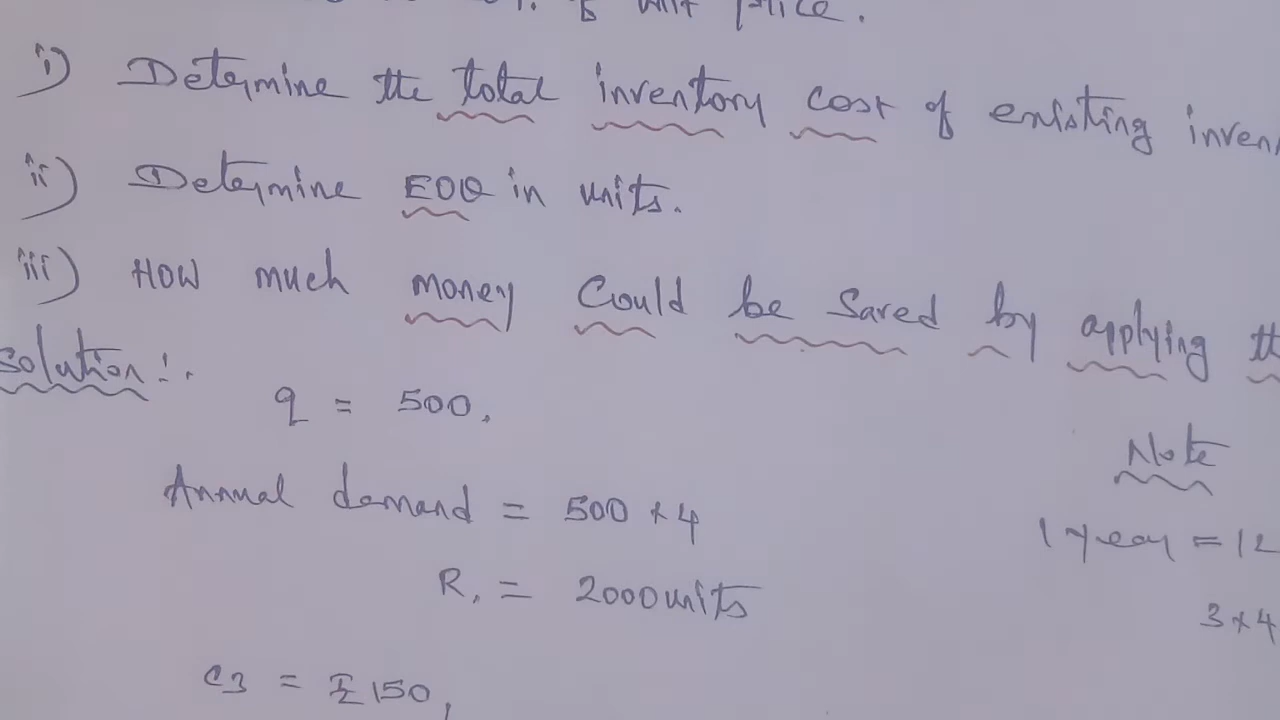 unit price.
i) Determine the total inventory cost of existing inven
ii) Determine EOQ in units.
iii) How much money could be saved by applying th
solution:.
q = 500.
Note
Annual demand = 500 × 4
1 year = 12
R. = 2000 units
3 × 4
C3 = ₹150,